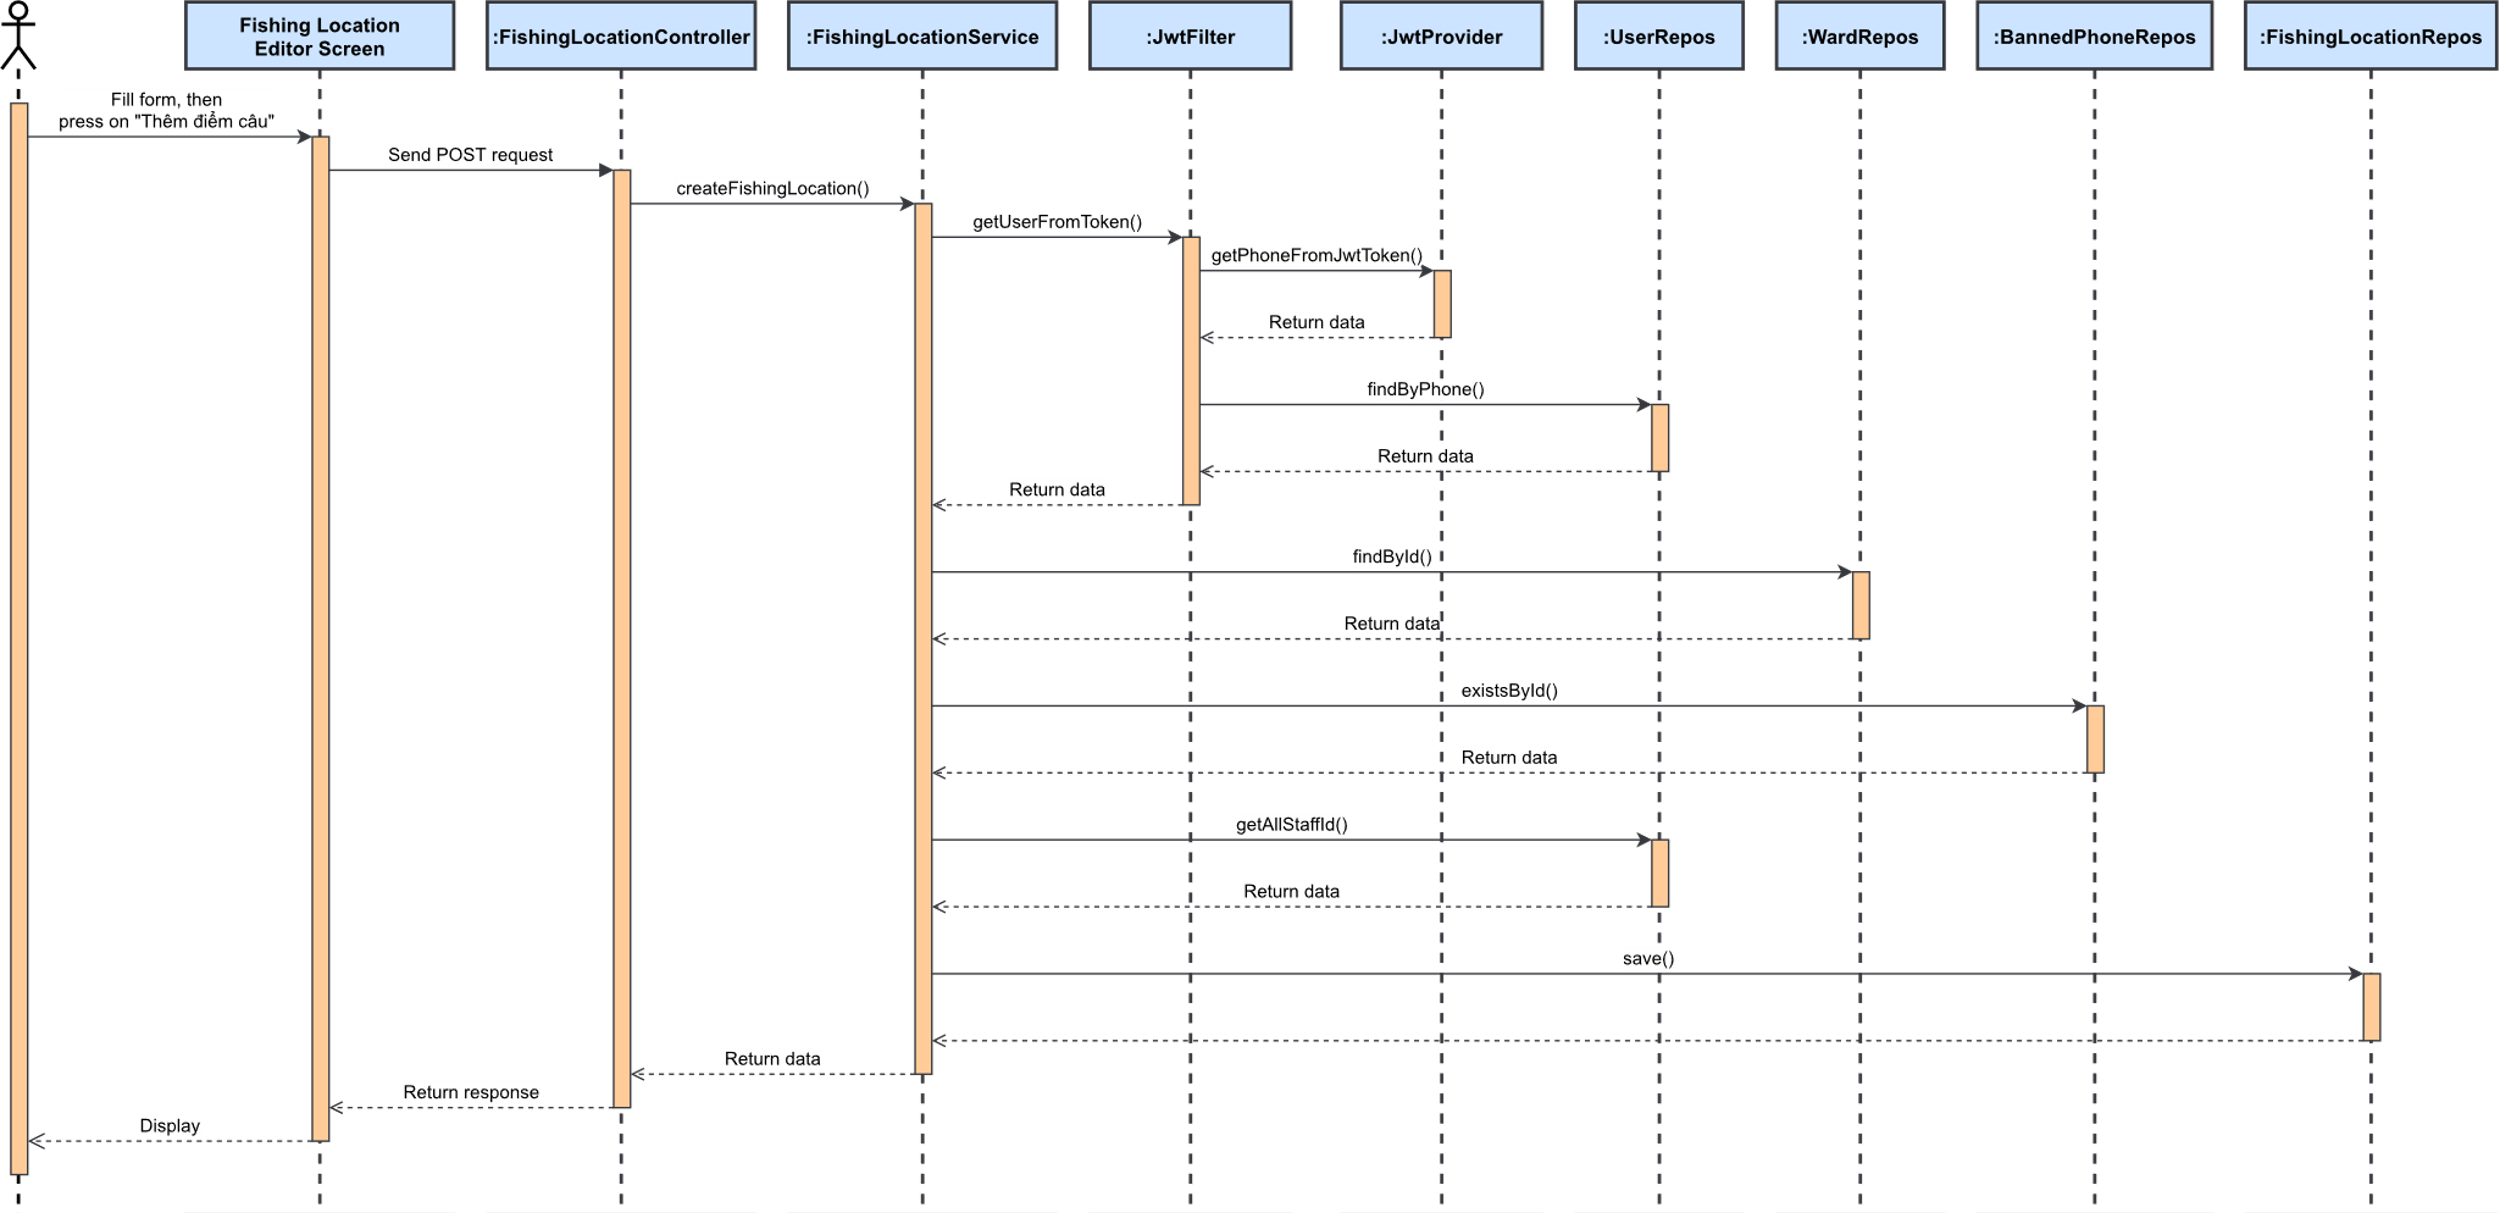 Fishing Location
Editor Screen
:FishingLocationController
:FishingLocationService
:JwtFilter
:JwtProvider
:UserRepos
:WardRepos
:BannedPhoneRepos
:FishingLocationRepos
Fill form, then
press on "Thêm điểm câu"
Send POST request
createFishingLocation()
getUserFromToken()
getPhoneFromJwtToken()
Return data
findByPhone()
Return data
Return data
findById()
Return data
existsById()
Return data
getAllStaffId()
Return data
save()
Return data
Return response
Display